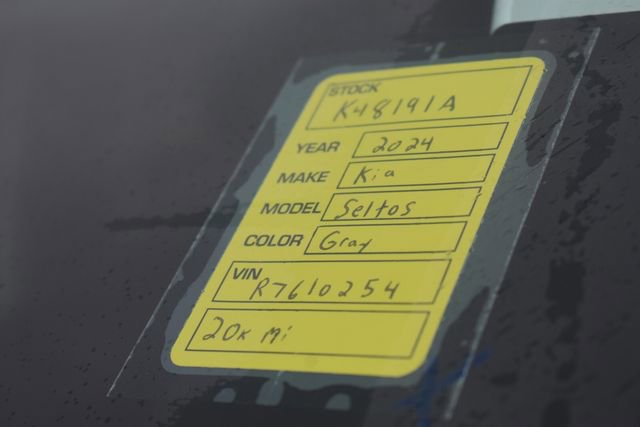 STOCK
K48191A
YEAR 2024
MAKE Kia
MODEL Seltos
COLOR Gray
VIN
R7610254
20K Mi